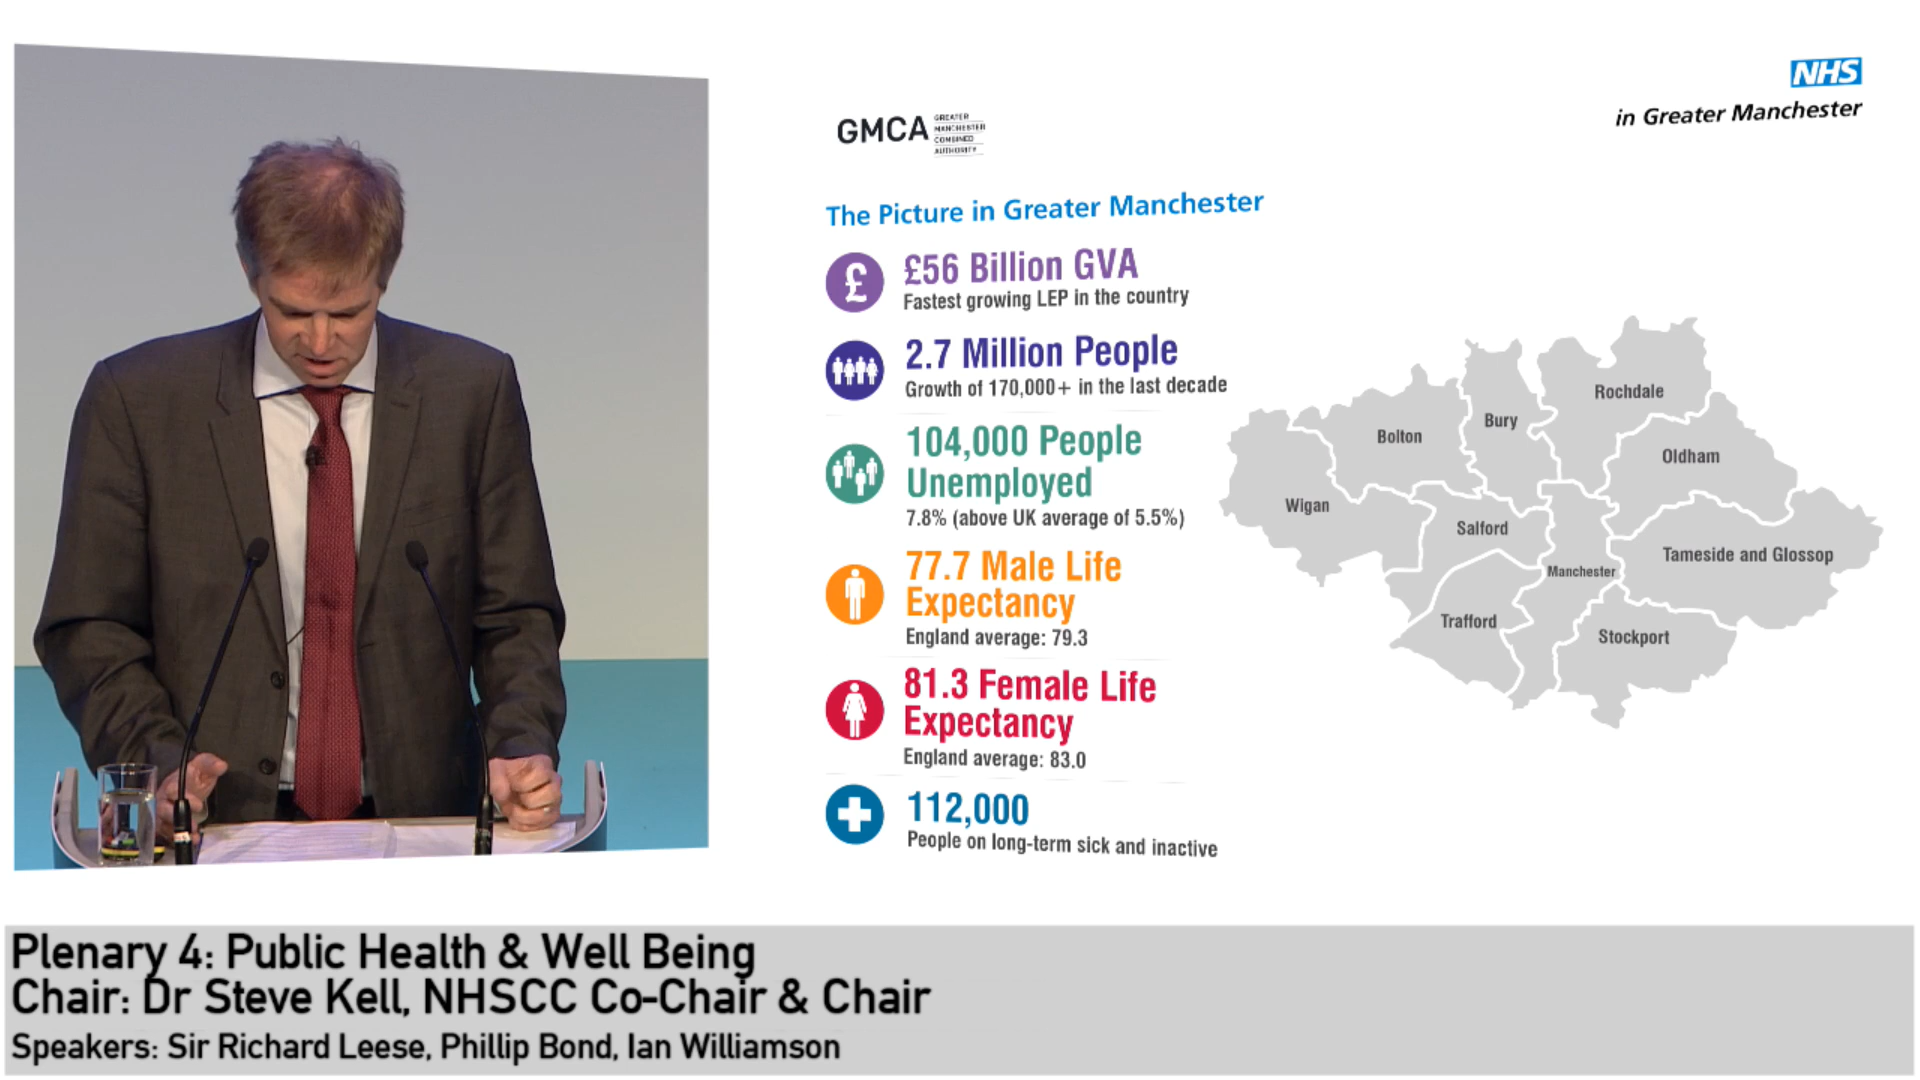 NHS
in Greater Manchester
GMCA
GREATER
MANCHESTER
COMBINED
AUTHORITY
The Picture in Greater Manchester
£
£56 Billion GVA
Fastest growing LEP in the country
2.7 Million People
Growth of 170,000+ in the last decade
104,000 People
Unemployed
7.8% (above UK average of 5.5%)
77.7 Male Life
Expectancy
England average: 79.3
81.3 Female Life
Expectancy
England average: 83.0
112,000
People on long-term sick and inactive
Rochdale
Bury
Bolton
Oldham
Wigan
Salford
Tameside and Glossop
Manchester
Trafford
Stockport
Plenary 4: Public Health & Well Being
Chair: Dr Steve Kell, NHSCC Co-Chair & Chair
Speakers: Sir Richard Leese, Phillip Bond, Ian Williamson